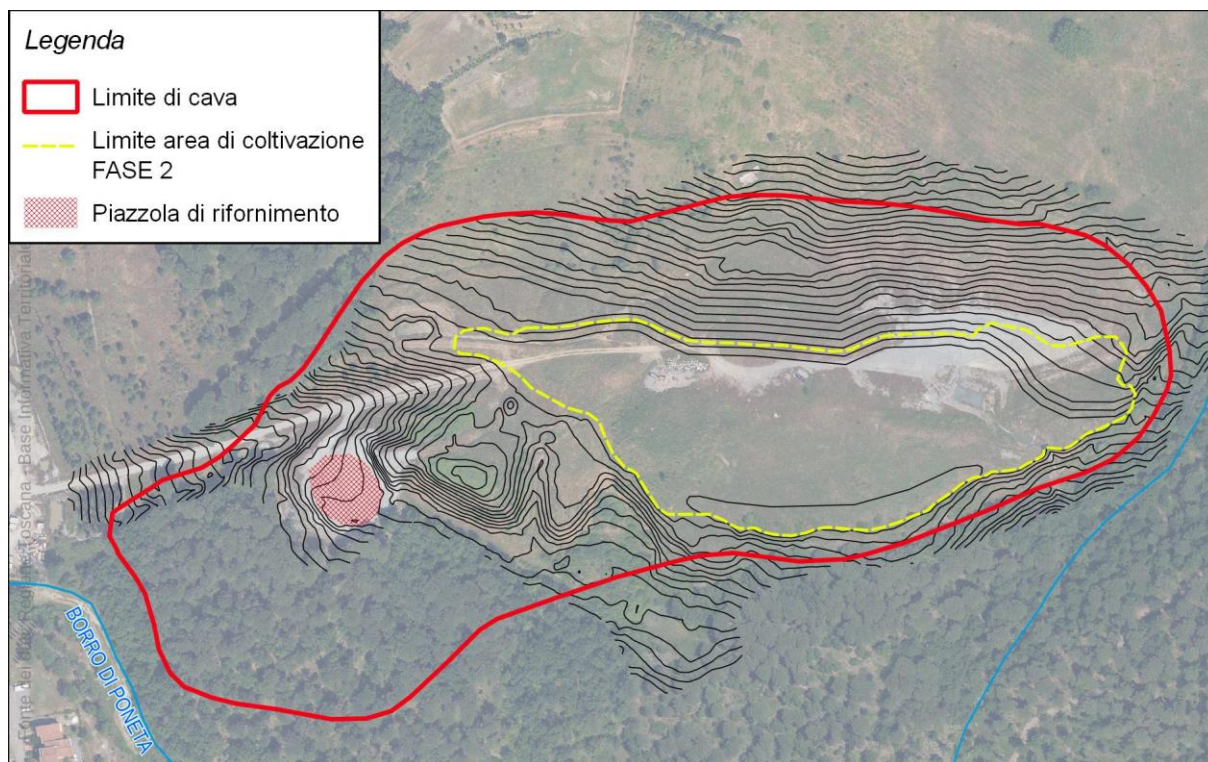 Legenda
Limite di cava
Limite area di coltivazione
FASE 2
Piazzola di rifornimento
Base Informativa Territoriale
BORRO DI PONETA